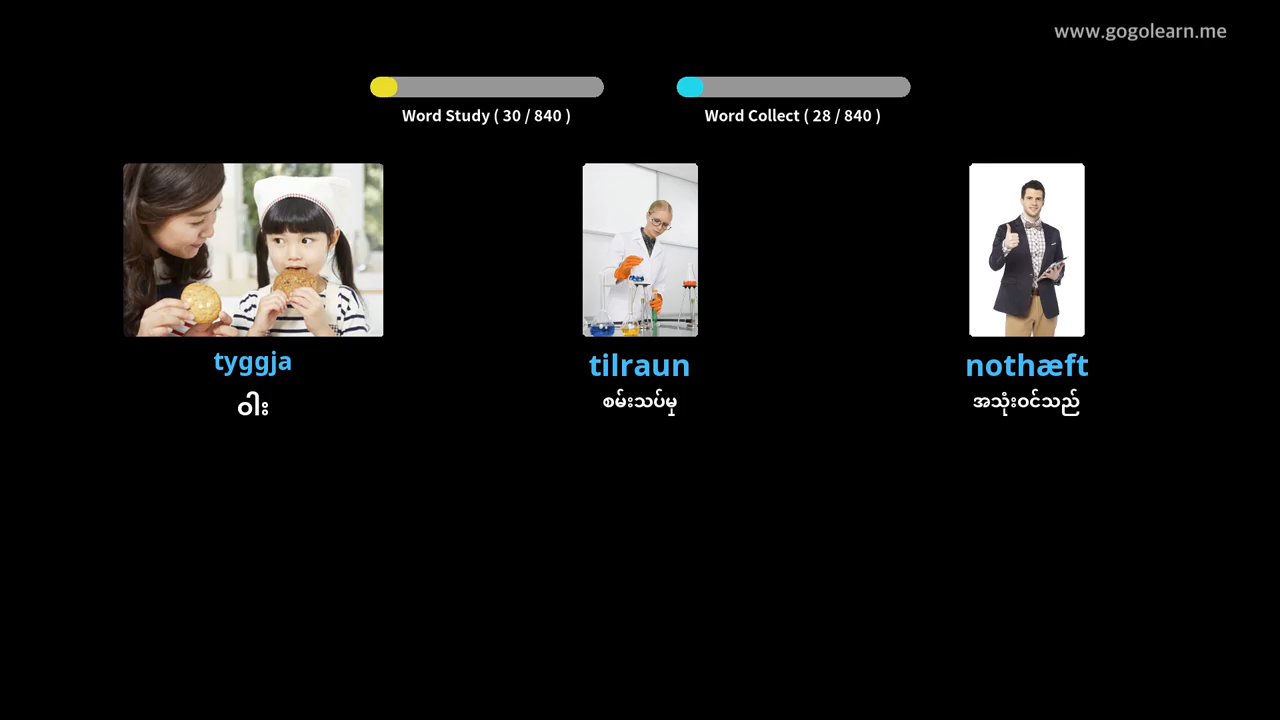 www.gogolearn.me
Word Study ( 30 / 840 )
Word Collect ( 28 / 840 )
tyggja
tilraun
nothæft
ဝါး
စမ်းသပ်မှု
အသုံးဝင်သည်